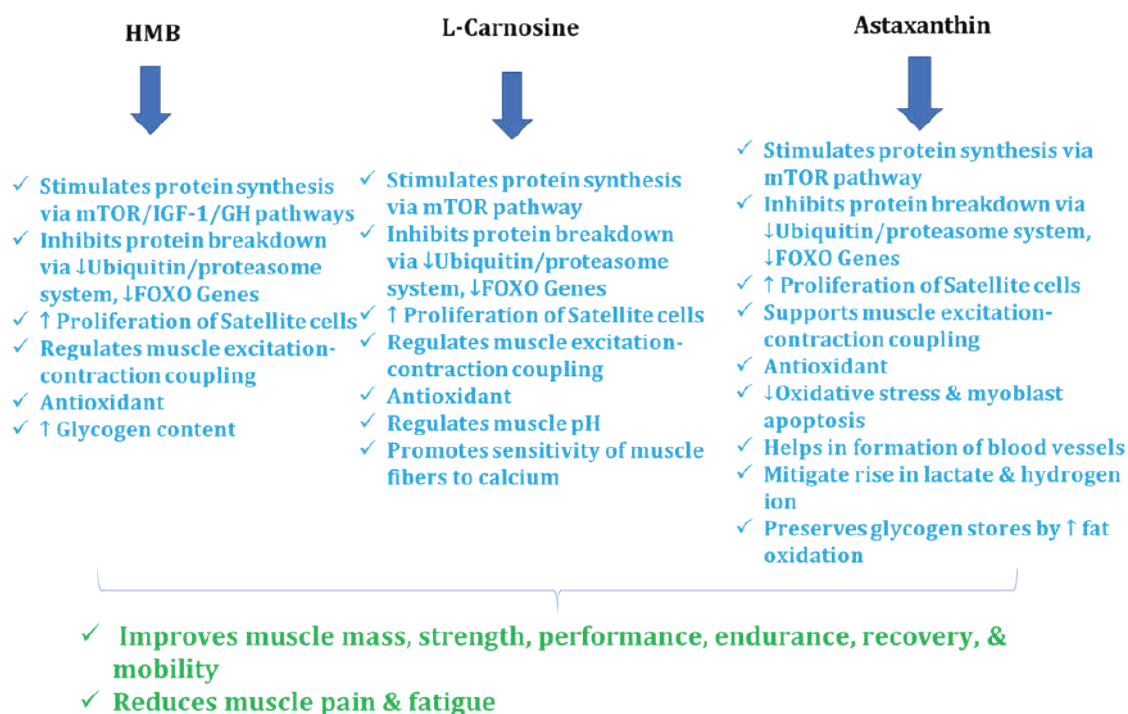 HMB
✓ Stimulates protein synthesis
via mTOR/IGF-1/GH pathways
✓ Inhibits protein breakdown
via ↓Ubiquitin/proteasome
system, ↓FOXO Genes
✓ ↑ Proliferation of Satellite cells
✓ Regulates muscle excitation-
contraction coupling
✓ Antioxidant
✓ ↑ Glycogen content
L-Carnosine
✓ Stimulates protein synthesis
via mTOR pathway
✓ Inhibits protein breakdown
via ↓Ubiquitin/proteasome
system, ↓FOXO Genes
✓ ↑ Proliferation of Satellite cells
✓ Regulates muscle excitation-
contraction coupling
✓ Antioxidant
✓ Regulates muscle pH
✓ Promotes sensitivity of muscle
fibers to calcium
Astaxanthin
✓ Stimulates protein synthesis via
mTOR pathway
✓ Inhibits protein breakdown via
↓Ubiquitin/proteasome system,
↓FOXO Genes
✓ ↑ Proliferation of Satellite cells
✓ Supports muscle excitation-
contraction coupling
✓ Antioxidant
✓ ↓Oxidative stress & myoblast
apoptosis
✓ Helps in formation of blood vessels
✓ Mitigate rise in lactate & hydrogen
ion
✓ Preserves glycogen stores by ↑ fat
oxidation
✓ Improves muscle mass, strength, performance, endurance, recovery, &
mobility
✓ Reduces muscle pain & fatigue